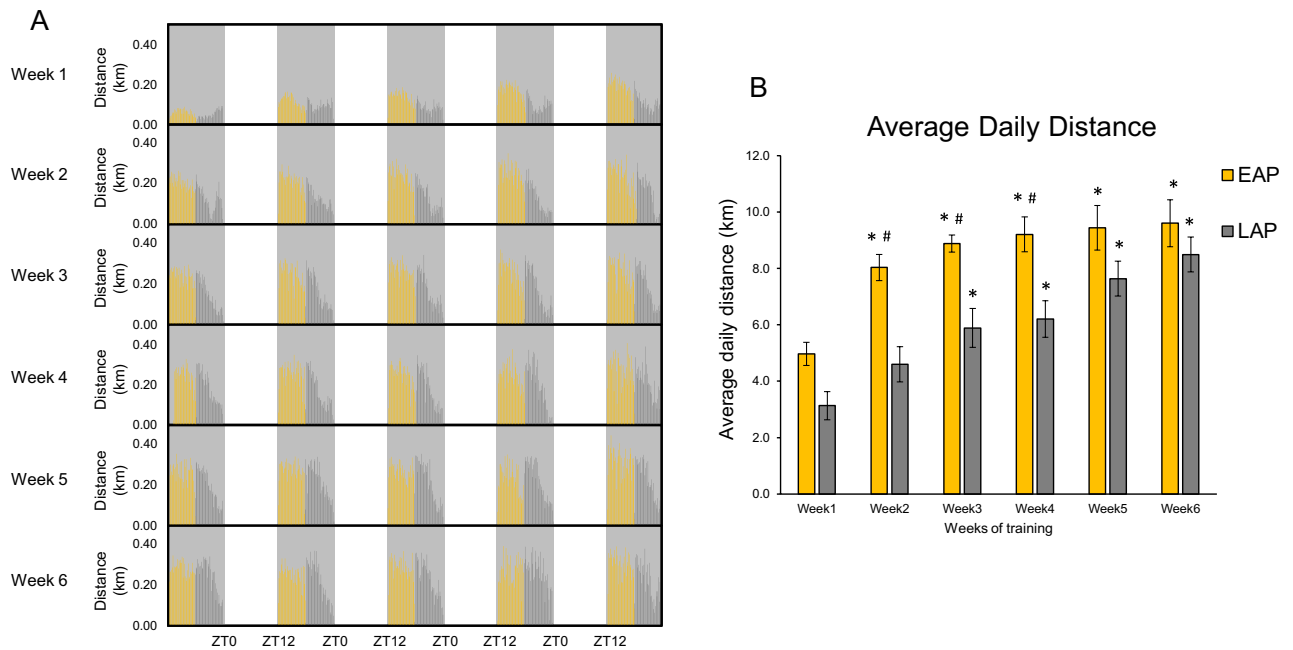 A
Week 1
Distance
(km)
0.40
0.20
0.00
Week 2
Distance
(km)
0.40
0.20
0.00
Week 3
Distance
(km)
0.40
0.20
0.00
Week 4
Distance
(km)
0.40
0.20
0.00
Week 5
Distance
(km)
0.40
0.20
0.00
Week 6
Distance
(km)
0.40
0.20
0.00
ZT0 ZT12 ZT0 ZT12 ZT0 ZT12 ZT0 ZT12
B
Average Daily Distance
Average daily distance (km)
12.0
10.0
8.0
6.0
4.0
2.0
0.0
* #
* #
*
* #
*
*
*
*
*
EAP
LAP
Week1 Week2 Week3 Week4 Week5 Week6
Weeks of training